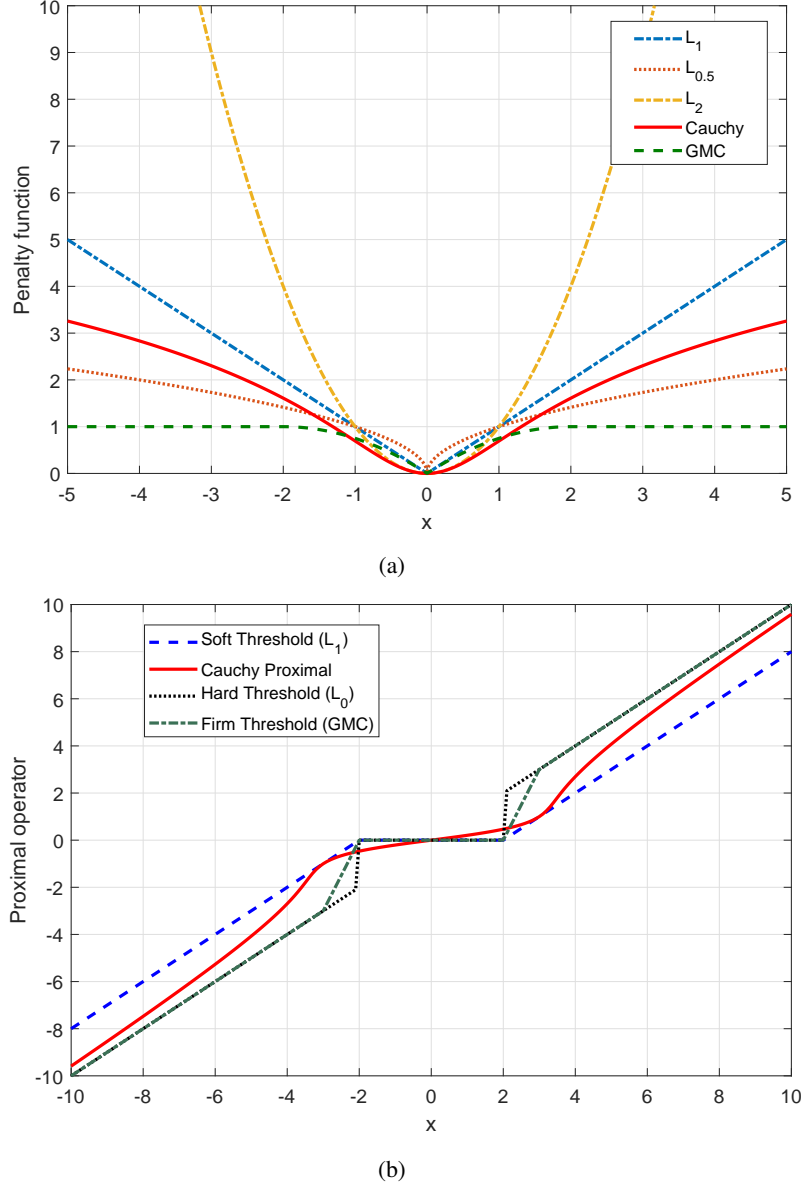 10
9
8
7
6
5
4
3
2
1
0
Penalty function
-5 -4 -3 -2 -1 0 1 2 3 4 5
x
L1
L0.5
L2
Cauchy
GMC
(a)
10
8
6
4
2
0
-2
-4
-6
-8
-10
Proximal operator
-10 -8 -6 -4 -2 0 2 4 6 8 10
x
Soft Threshold (L1)
Cauchy Proximal
Hard Threshold (L0)
Firm Threshold (GMC)
(b)